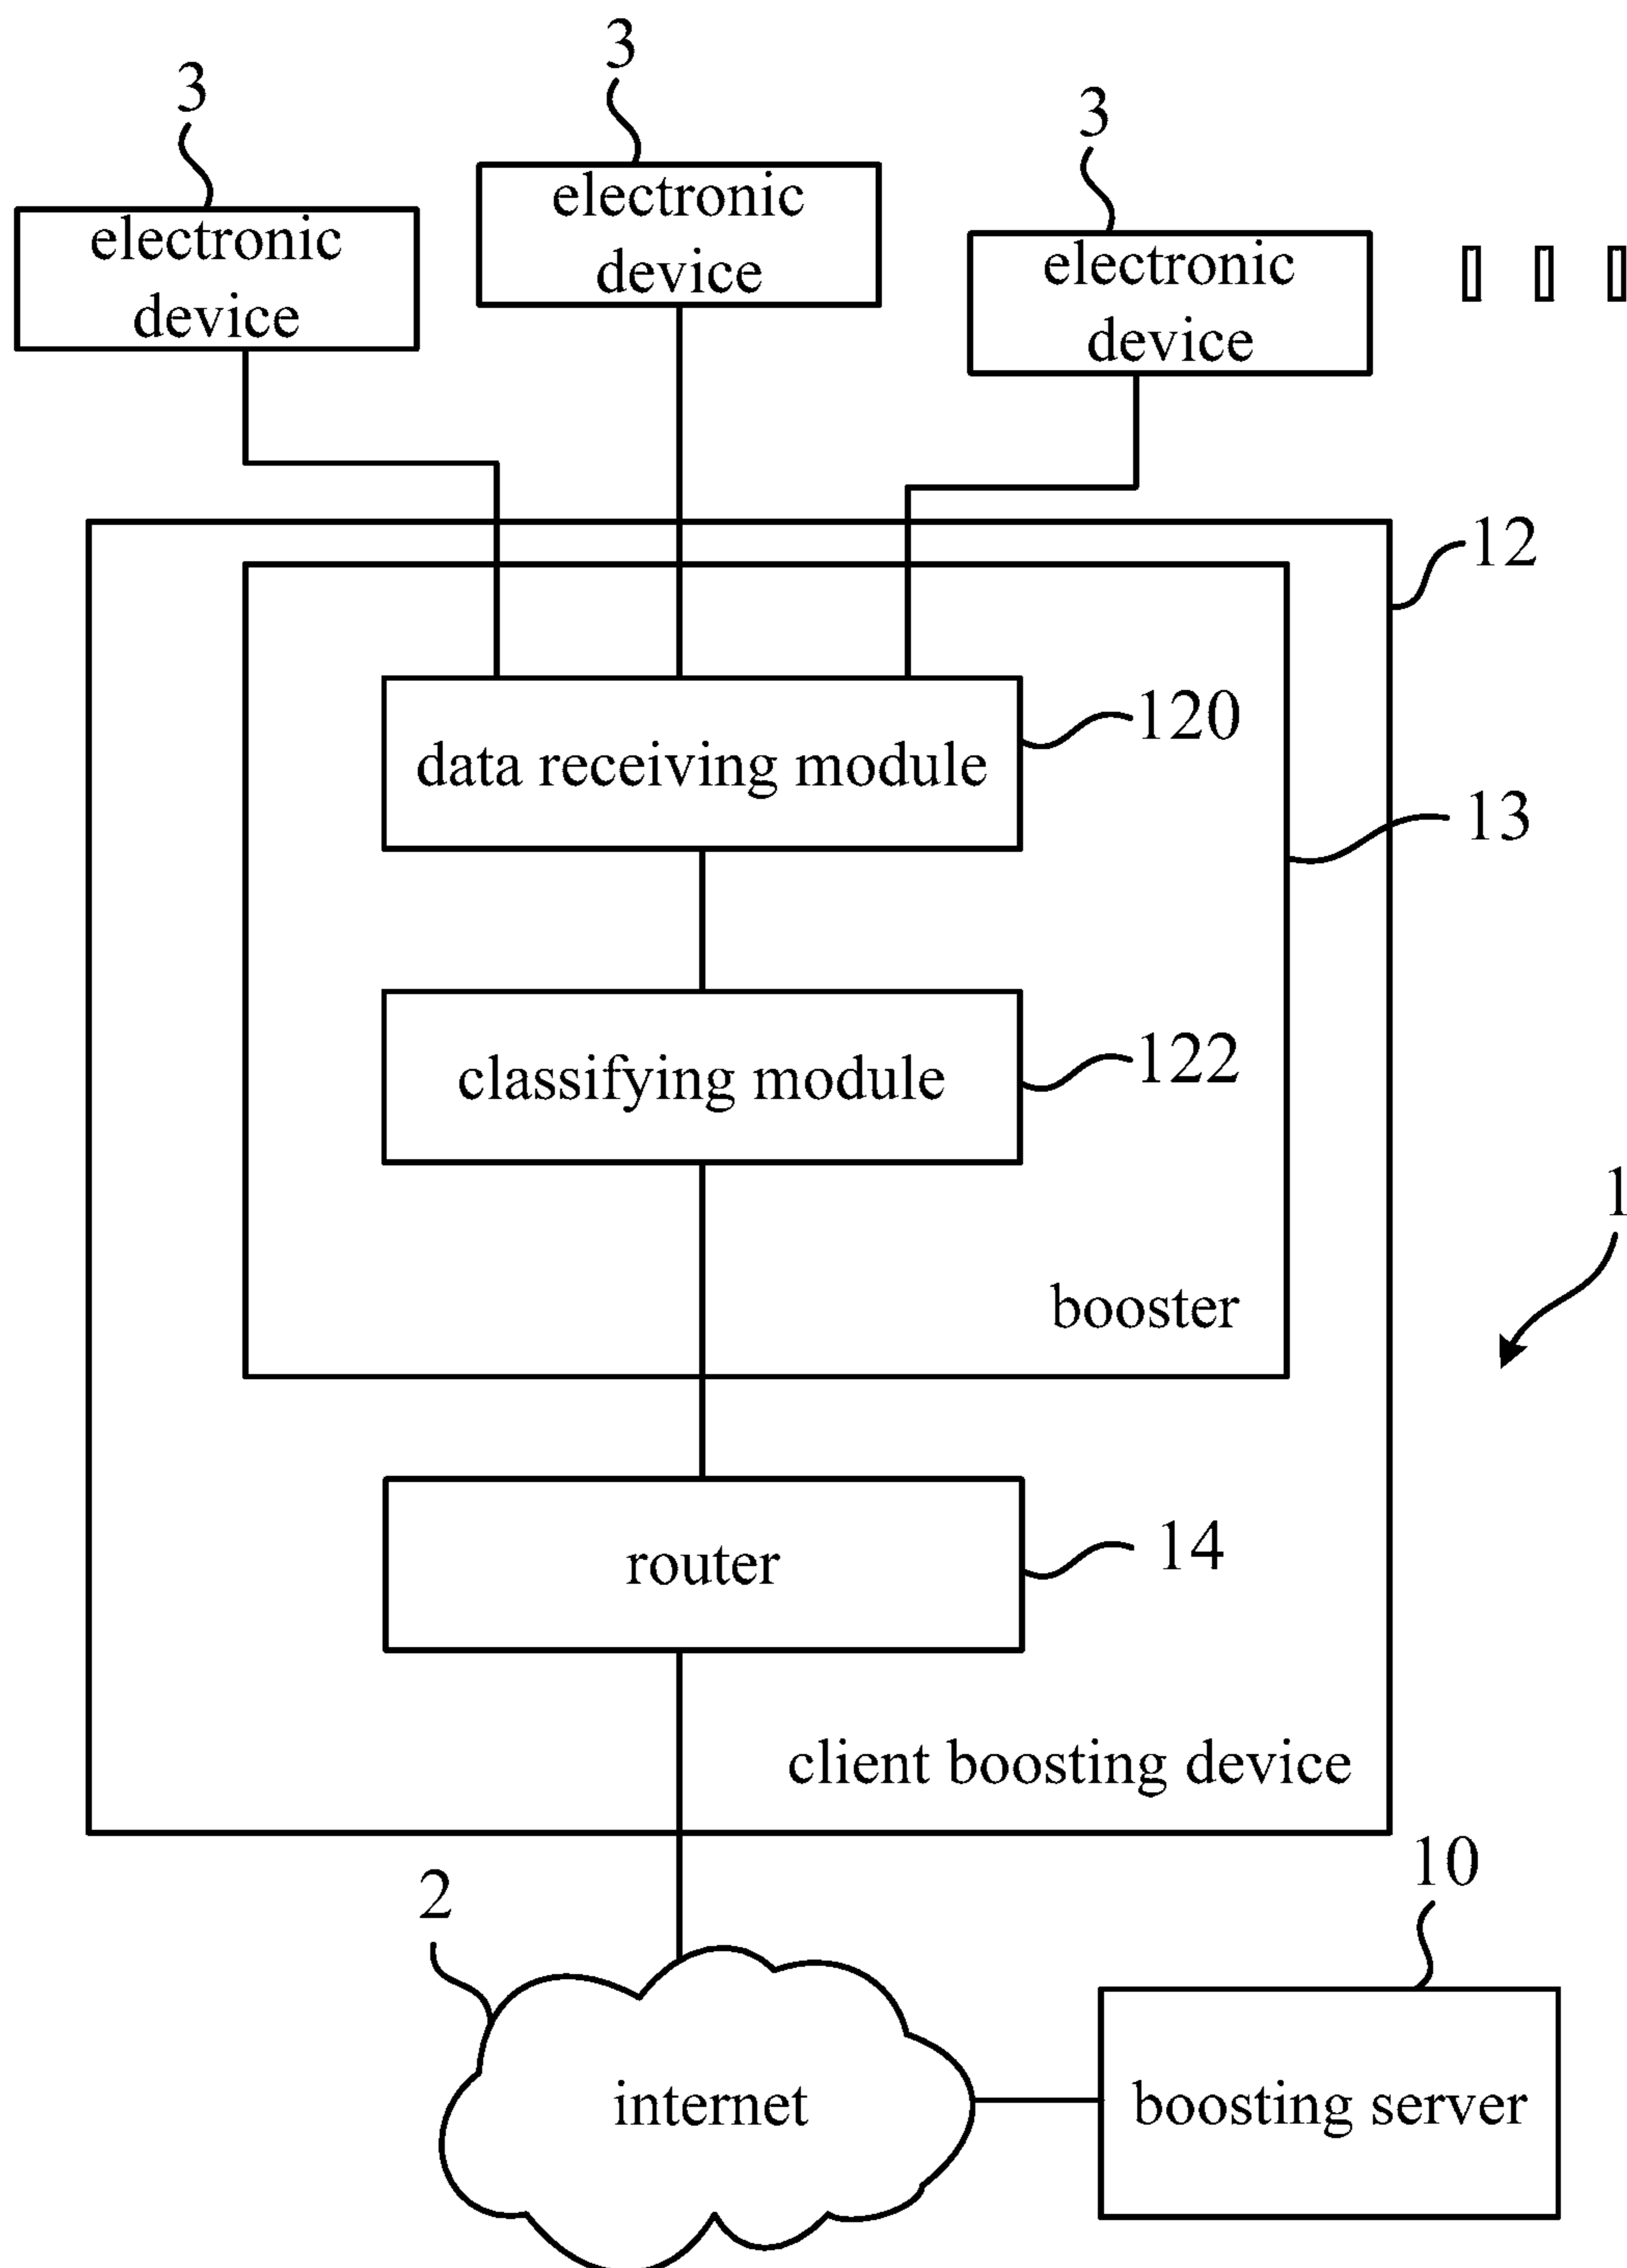 3
3
3
electronic
device
electronic
device
electronic
device
12
120
data receiving module
13
122
classifying module
1
booster
14
router
client boosting device
10
2
internet
boosting server